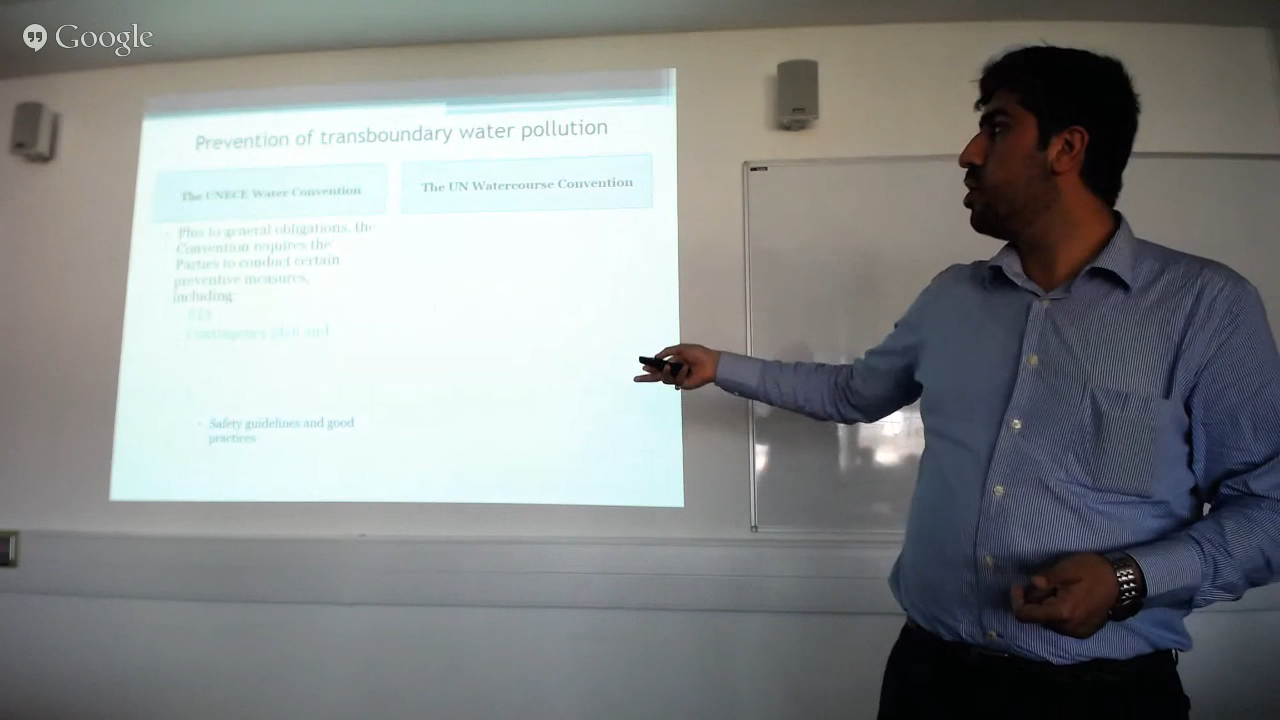 Google
Prevention of transboundary water pollution
The UNECE Water Convention
The UN Watercourse Convention
Plus to general obligations, the
Convention requires the
Parties to conduct certain
preventive measures,
including
EIA
Contingency plan and
• Safety guidelines and good
practices